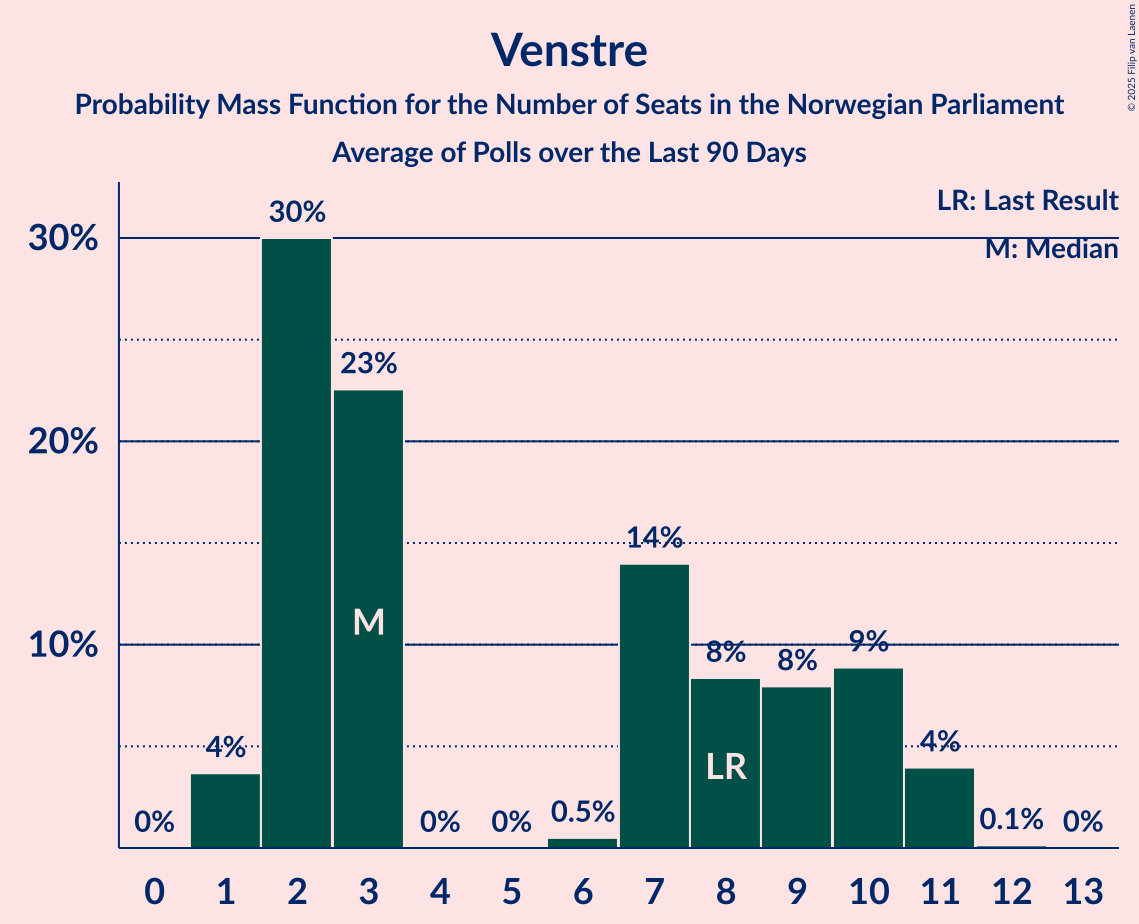 Venstre
Probability Mass Function for the Number of Seats in the Norwegian Parliament
Average of Polls over the Last 90 Days
© 2025 Filip van Laenen
LR: Last Result
M: Median
30%
20%
10%
0%
4%
30%
23%
0%
0%
0.5%
14%
8%
8%
9%
4%
0.1%
0%
M
LR
0 1 2 3 4 5 6 7 8 9 10 11 12 13